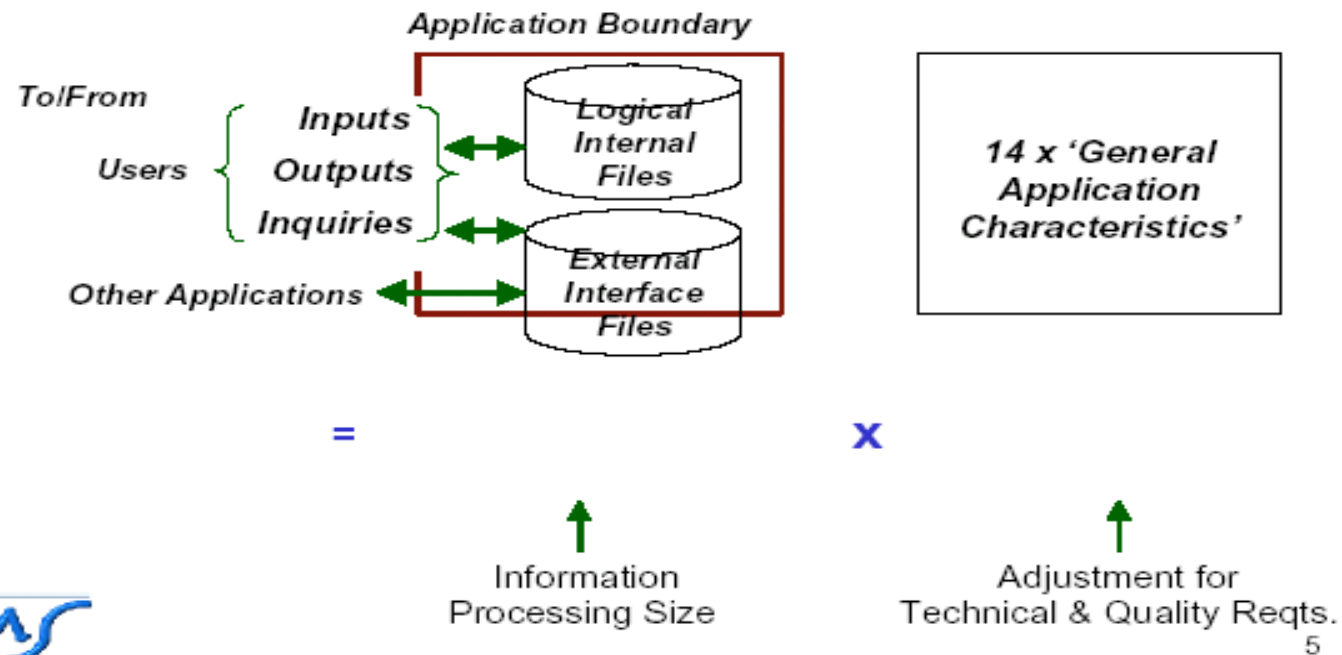 Application Boundary
To/From
Users
Inputs
Outputs
Inquiries
Other Applications
Logical
Internal
Files
External
Interface
Files
14 x ‘General
Application
Characteristics’
= x
Information
Processing Size
Adjustment for
Technical & Quality Reqts.
5